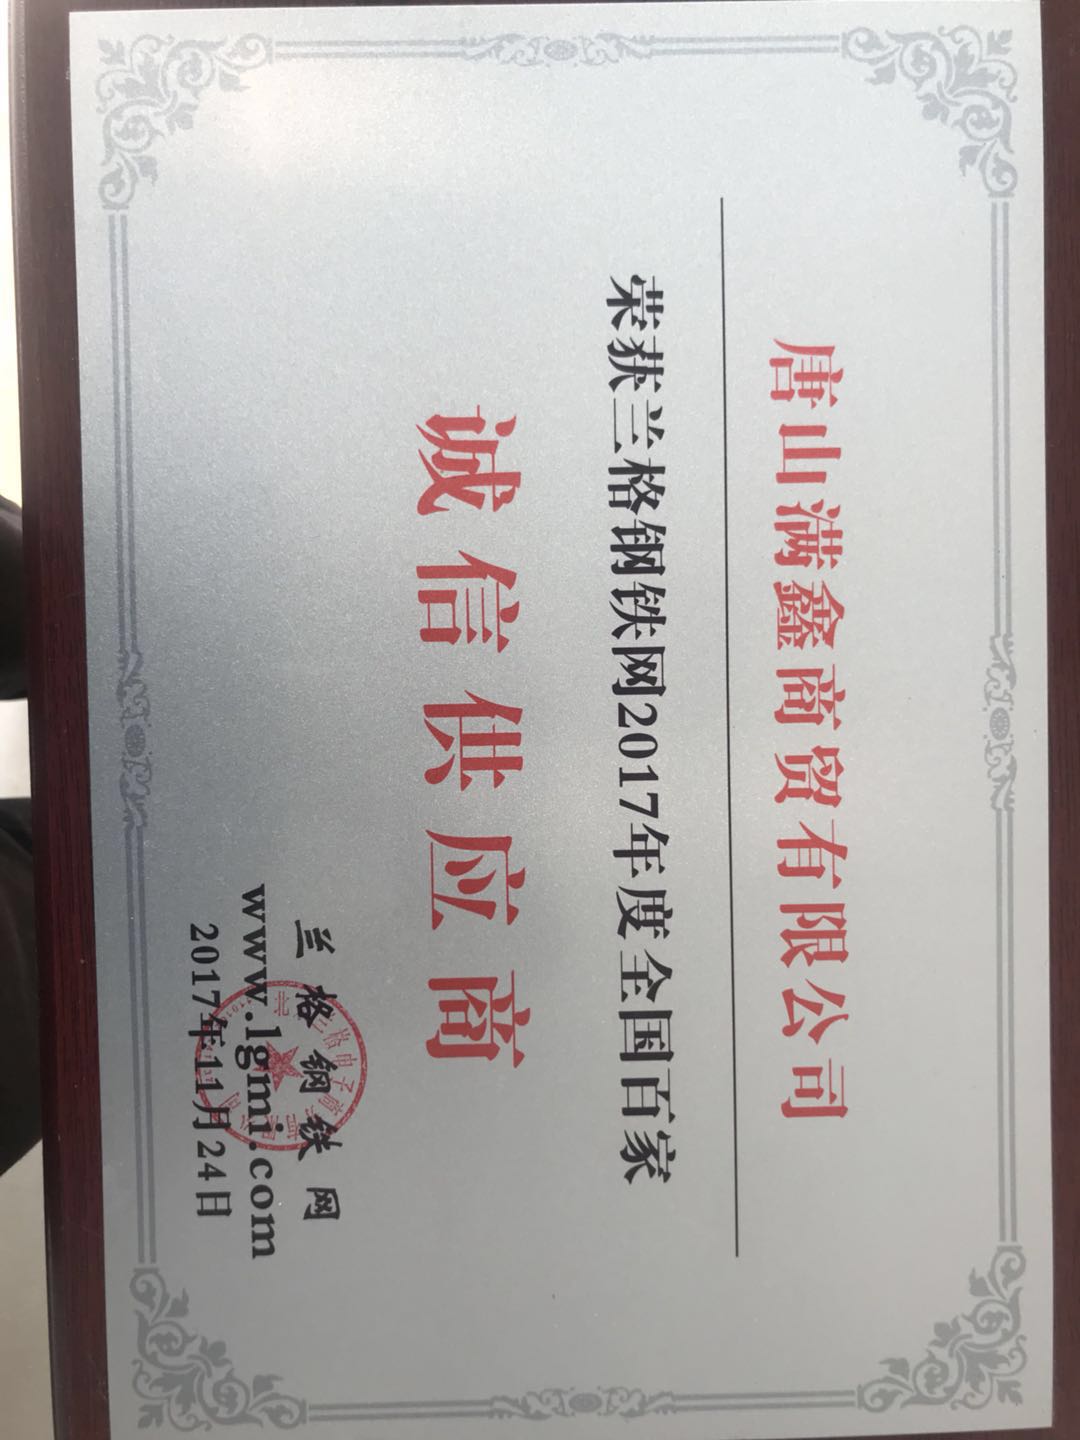 唐山满鑫商贸有限公司
荣获兰格钢铁网2017年度全国百家
诚信供应商
兰格钢铁网
www.lgmi.com
2017年11月24日